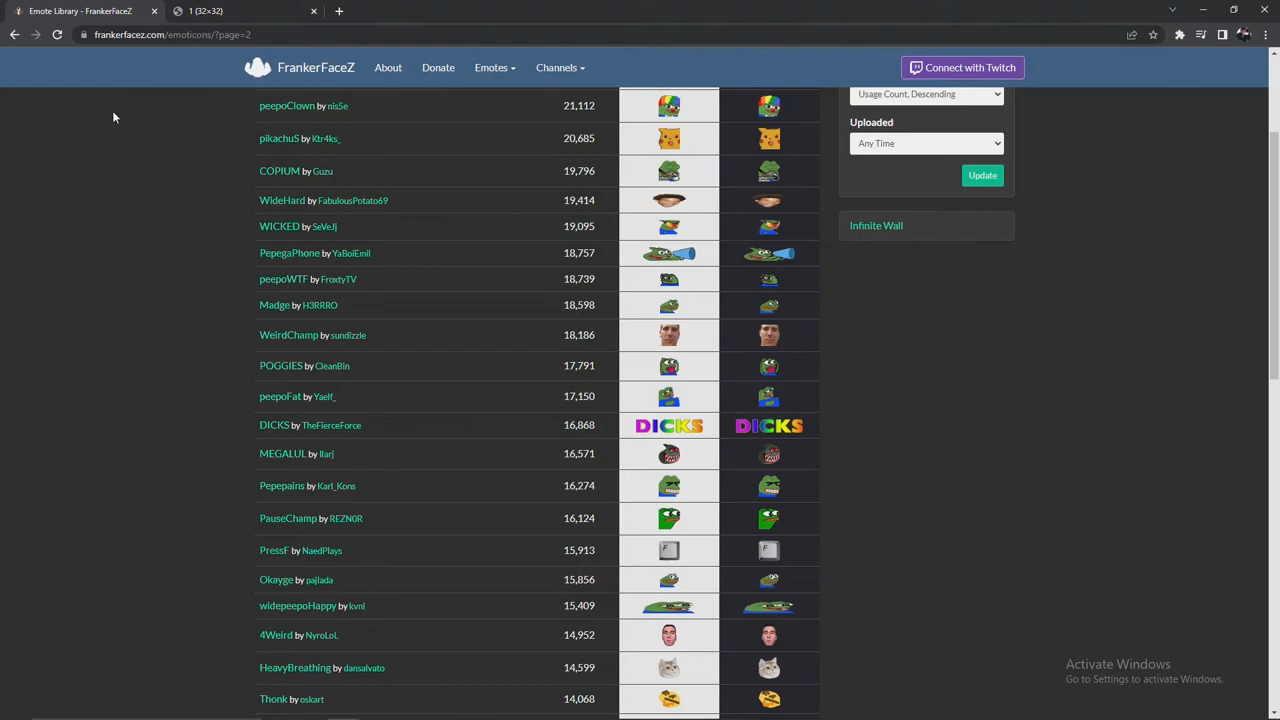 Emote Library - FrankerFaceZ
1 (32×32)
frankerfacez.com/emoticons/?page=2
FrankerFaceZ About Donate Emotes Channels Connect with Twitch
peepoClown by nis5e 21,112
pikachuS by Ktr4ks_ 20,685
COPIUM by Guzu 19,796
WideHard by FabulousPotato69 19,414
WICKED by SeVeJj 19,095
PepegaPhone by YaBoiEmil 18,757
peepoWTF by FroxtyTV 18,739
Madge by H3RRRO 18,598
WeirdChamp by sundizzle 18,186
POGGIES by CleanBin 17,791
peepoFat by Yaelf_ 17,150
DICKS by TheFierceForce 16,868 DICKS DICKS
MEGALUL by 16,571
Pepepains by Karl_Kons 16,274
PauseChamp by REZN0R 16,124
PressF by NaedPlays 15,913 F F
Okayge by pajlada 15,856
widepeepoHappy by kvnl 15,409
4Weird by NyroLoL 14,952
HeavyBreathing by dansalvato 14,599
Thonk by oskart 14,068
Usage Count, Descending
Uploaded
Any Time
Update
Infinite Wall
Activate Windows
Go to Settings to activate Windows.